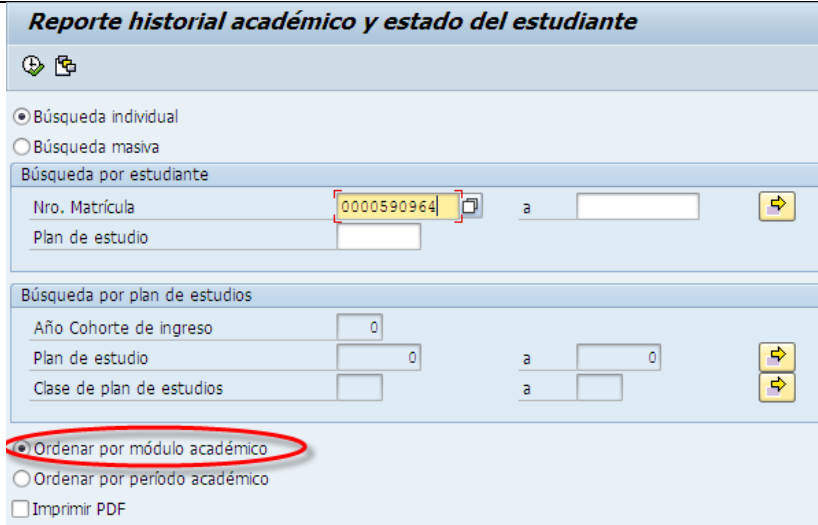 Reporte historial académico y estado del estudiante
Búsqueda individual
Búsqueda masiva
Búsqueda por estudiante
Nro. Matrícula 0000590964 a
Plan de estudio
Búsqueda por plan de estudios
Año Cohorte de ingreso 0
Plan de estudio 0 a 0
Clase de plan de estudios a
Ordenar por módulo académico
Ordenar por período académico
Imprimir PDF